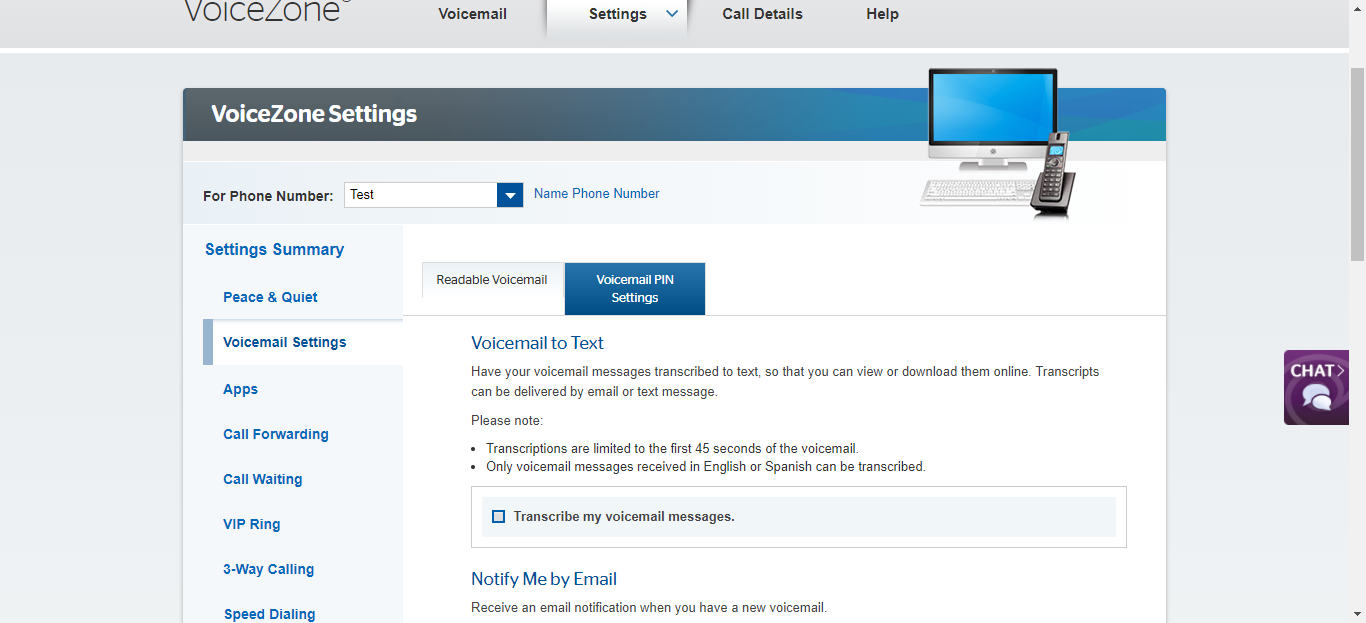 VoiceZone®
Voicemail
Settings
Call Details
Help
VoiceZone Settings
For Phone Number:
Test
Name Phone Number
Settings Summary
Peace & Quiet
Voicemail Settings
Apps
Call Forwarding
Call Waiting
VIP Ring
3-Way Calling
Speed Dialing
Readable Voicemail
Voicemail PIN
Settings
Voicemail to Text
Have your voicemail messages transcribed to text, so that you can view or download them online. Transcripts
can be delivered by email or text message.
Please note:
• Transcriptions are limited to the first 45 seconds of the voicemail.
• Only voicemail messages received in English or Spanish can be transcribed.
Transcribe my voicemail messages.
Notify Me by Email
Receive an email notification when you have a new voicemail.
CHAT>